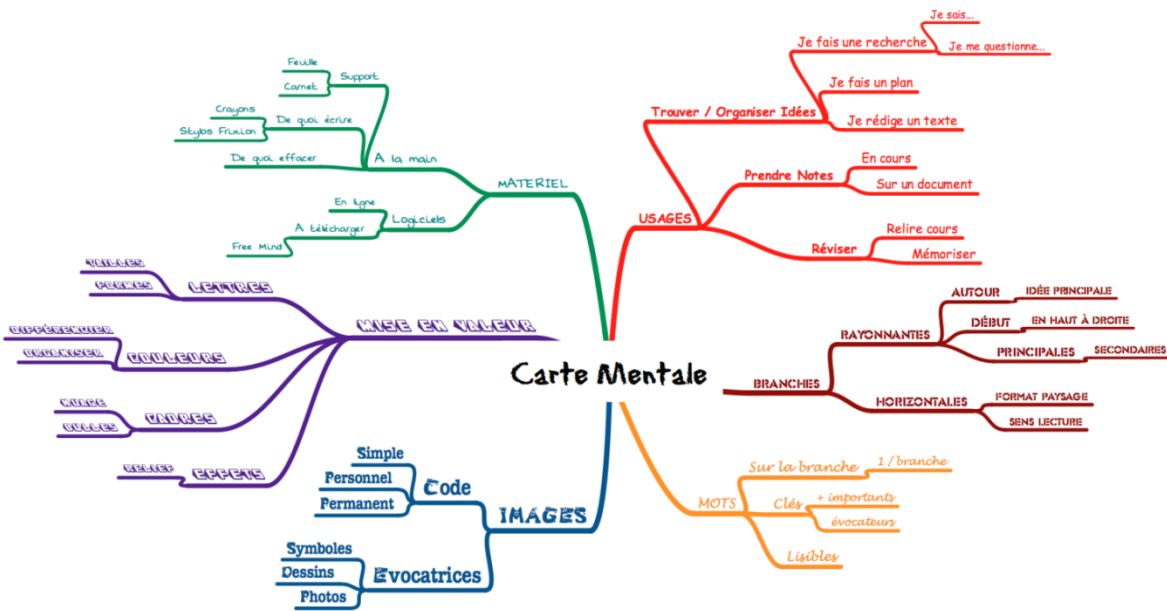 Carte Mentale
USAGES
Trouver / Organiser Idées
Je fais une recherche
Je sais...
Je me questionne...
Je fais un plan
Je rédige un texte
Prendre Notes
En cours
Sur un document
Réviser
Relire cours
Mémoriser
BRANCHES
RAYONNANTES
AUTOUR
IDÉE PRINCIPALE
DÉBUT
EN HAUT À DROITE
PRINCIPALES
SECONDAIRES
HORIZONTALES
FORMAT PAYSAGE
SENS LECTURE
MOTS
Sur la branche
1 / branche
Clés
+ importants
évocateurs
Lisibles
IMAGES
Code
Simple
Personnel
Permanent
Evocatrices
Symboles
Dessins
Photos
MISE EN VALEUR
LETTRES
TAILLES
FORMES
COULEURS
DIFFÉRENCIER
ORGANISER
CADRES
NUAGE
BULLES
EFFETS
RELIEF
MATERIEL
A la main
Support
Feuille
Carnet
De quoi écrire
Crayons
Stylos Frixion
De quoi effacer
Logiciels
En ligne
A télécharger
Free Mind